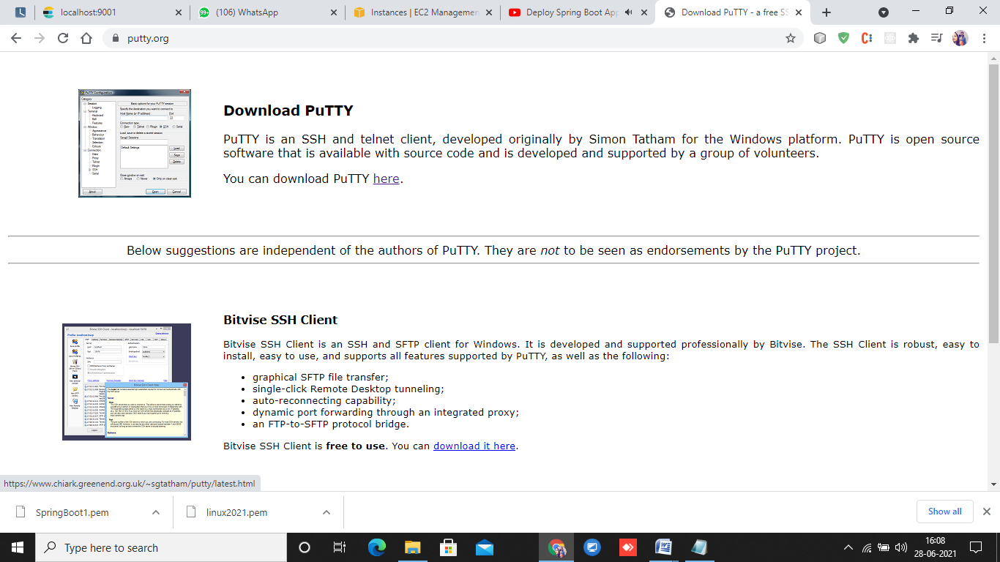 localhost:9001
(106) WhatsApp
Instances | EC2 Managemen
Deploy Spring Boot App
Download PuTTY - a free SS
putty.org
Download PuTTY
PuTTY is an SSH and telnet client, developed originally by Simon Tatham for the Windows platform. PuTTY is open source
software that is available with source code and is developed and supported by a group of volunteers.
You can download PuTTY here.
Below suggestions are independent of the authors of PuTTY. They are not to be seen as endorsements by the PuTTY project.
Bitvise SSH Client
Bitvise SSH Client is an SSH and SFTP client for Windows. It is developed and supported professionally by Bitvise. The SSH Client is robust, easy to
install, easy to use, and supports all features supported by PuTTY, as well as the following:
graphical SFTP file transfer;
single-click Remote Desktop tunneling;
auto-reconnecting capability;
dynamic port forwarding through an integrated proxy;
an FTP-to-SFTP protocol bridge.
Bitvise SSH Client is free to use. You can download it here.
https://www.chiark.greenend.org.uk/~sgtatham/putty/latest.html
SpringBoot1.pem
linux2021.pem
Show all
Type here to search
16:08
28-06-2021